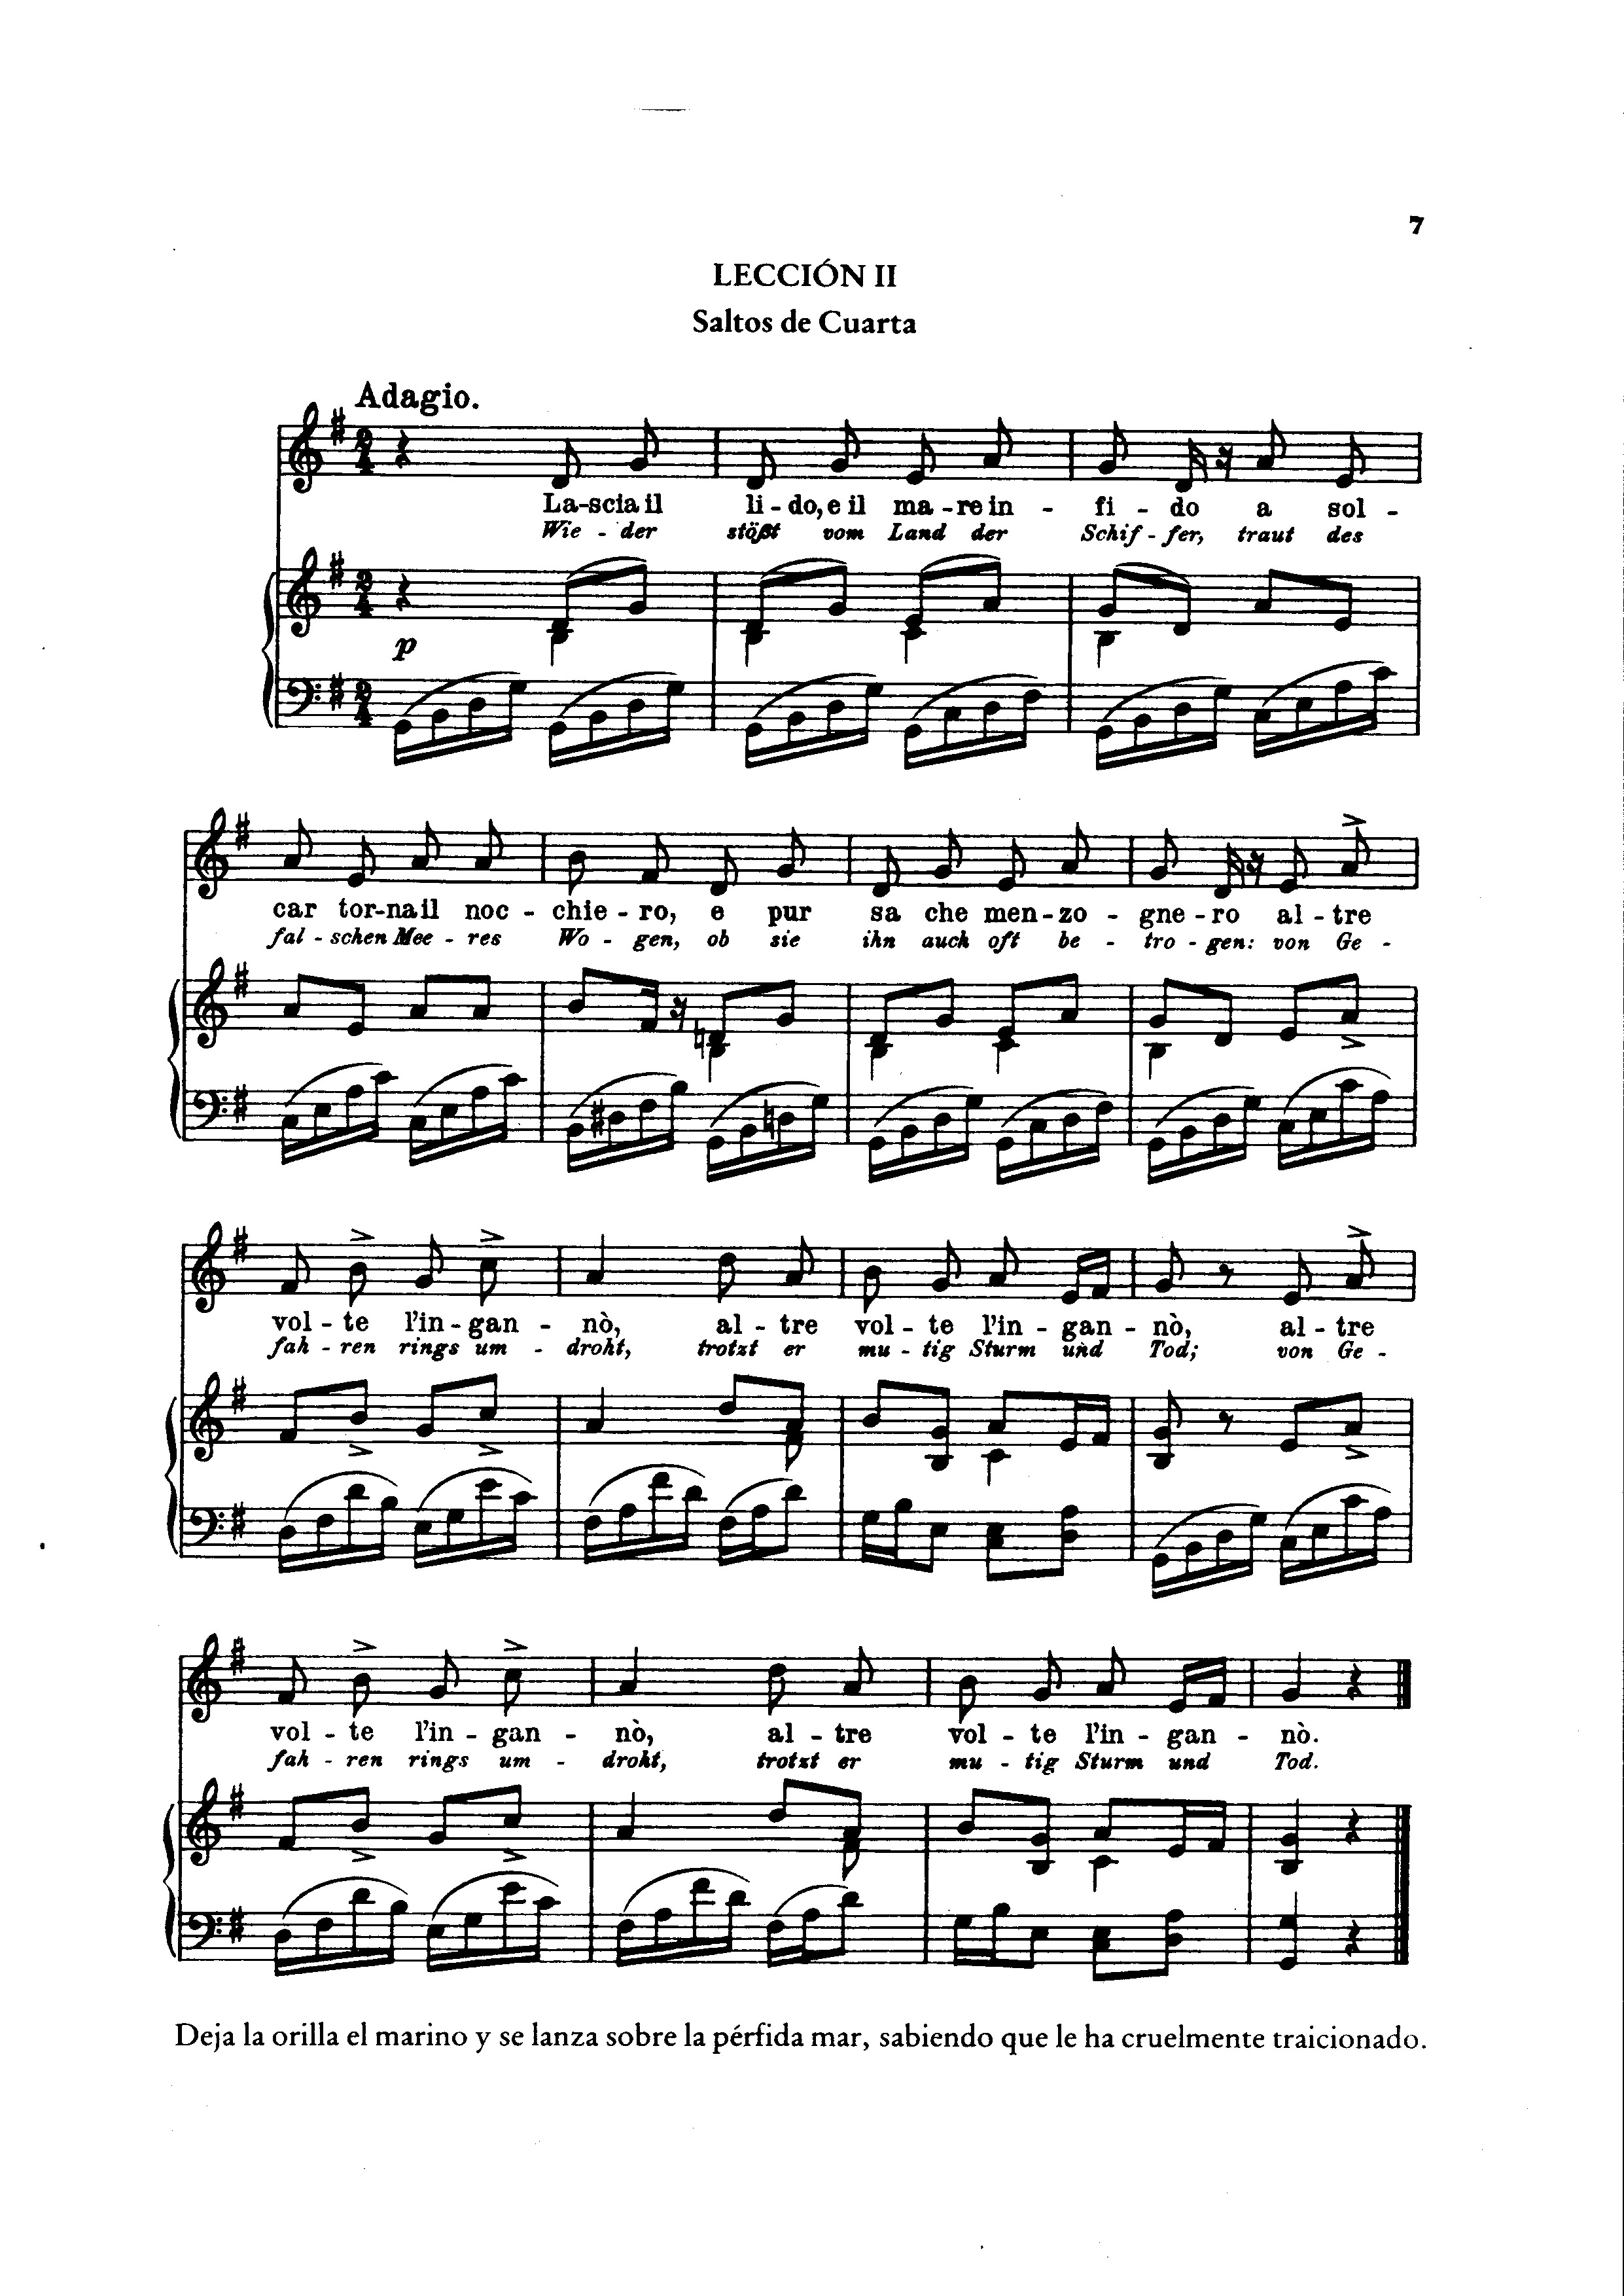 7
LECCIÓN II
Saltos de Cuarta
Adagio.
La-scia il li - do, e il ma - re in - fi - do a sol -
Wie - der stößt vom Land der Schif - fer, traut des
p
car tor-na il noc - chie - ro, e pur sa che men - zo - gne - ro al - tre
fal - schen Mee - res Wo - gen, ob sie ihn auch oft be - tro - gen: von Ge -
vol - te l'in - gan - nò, al - tre vol - te l'in - gan - nò, al - tre
fah - ren rings um - droht, trotzt er mu - tig Sturm und Tod; von Ge -
vol - te l'in - gan - nò, al - tre vol - te l'in - gan - nò.
fah - ren rings um - droht, trotzt er mu - tig Sturm und Tod.
Deja la orilla el marino y se lanza sobre la pérfida mar, sabiendo que le ha cruelmente traicionado.